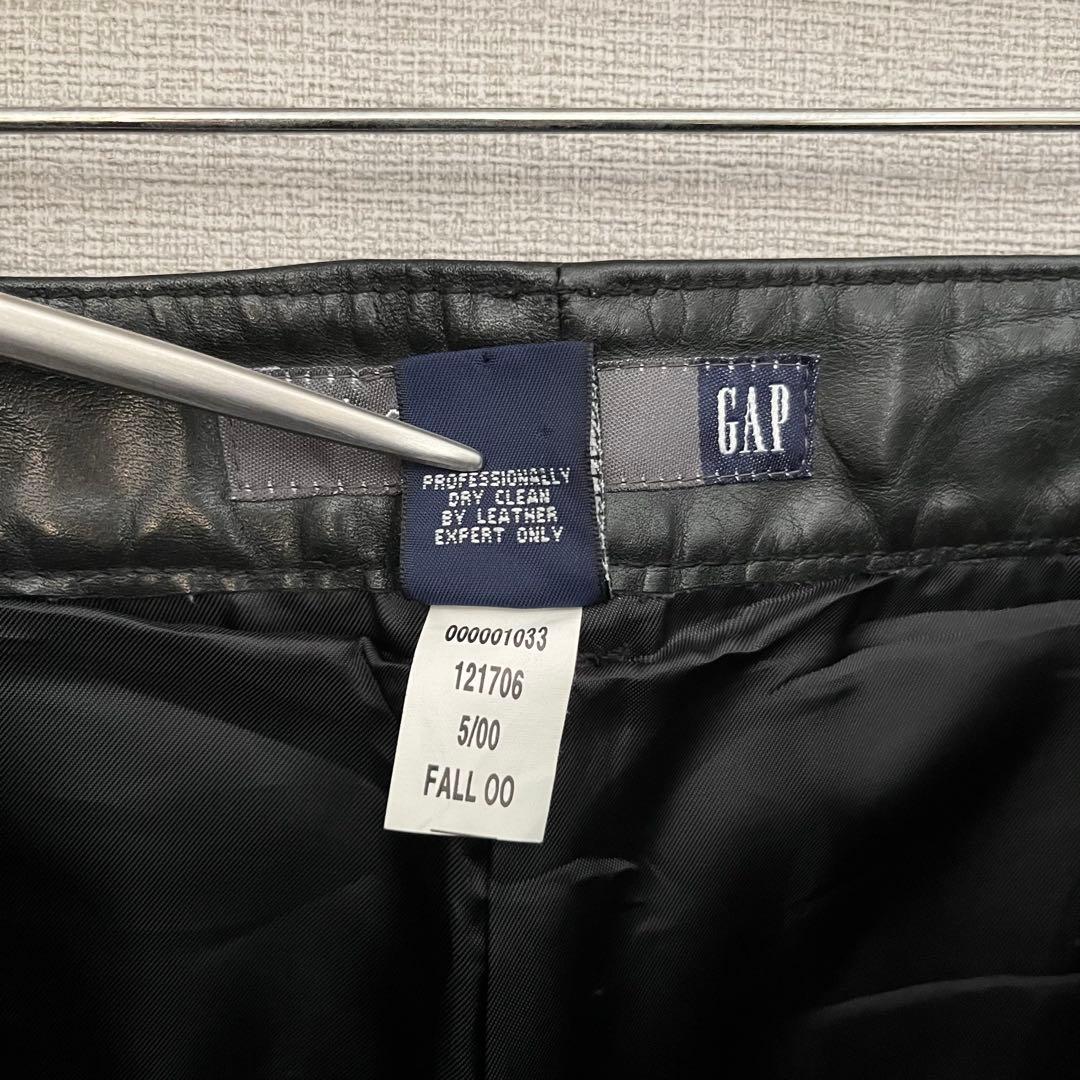 GAP
PROFESSIONALLY
DRY CLEAN
BY LEATHER
EXPERT ONLY
000001033
121706
5/00
FALL 00